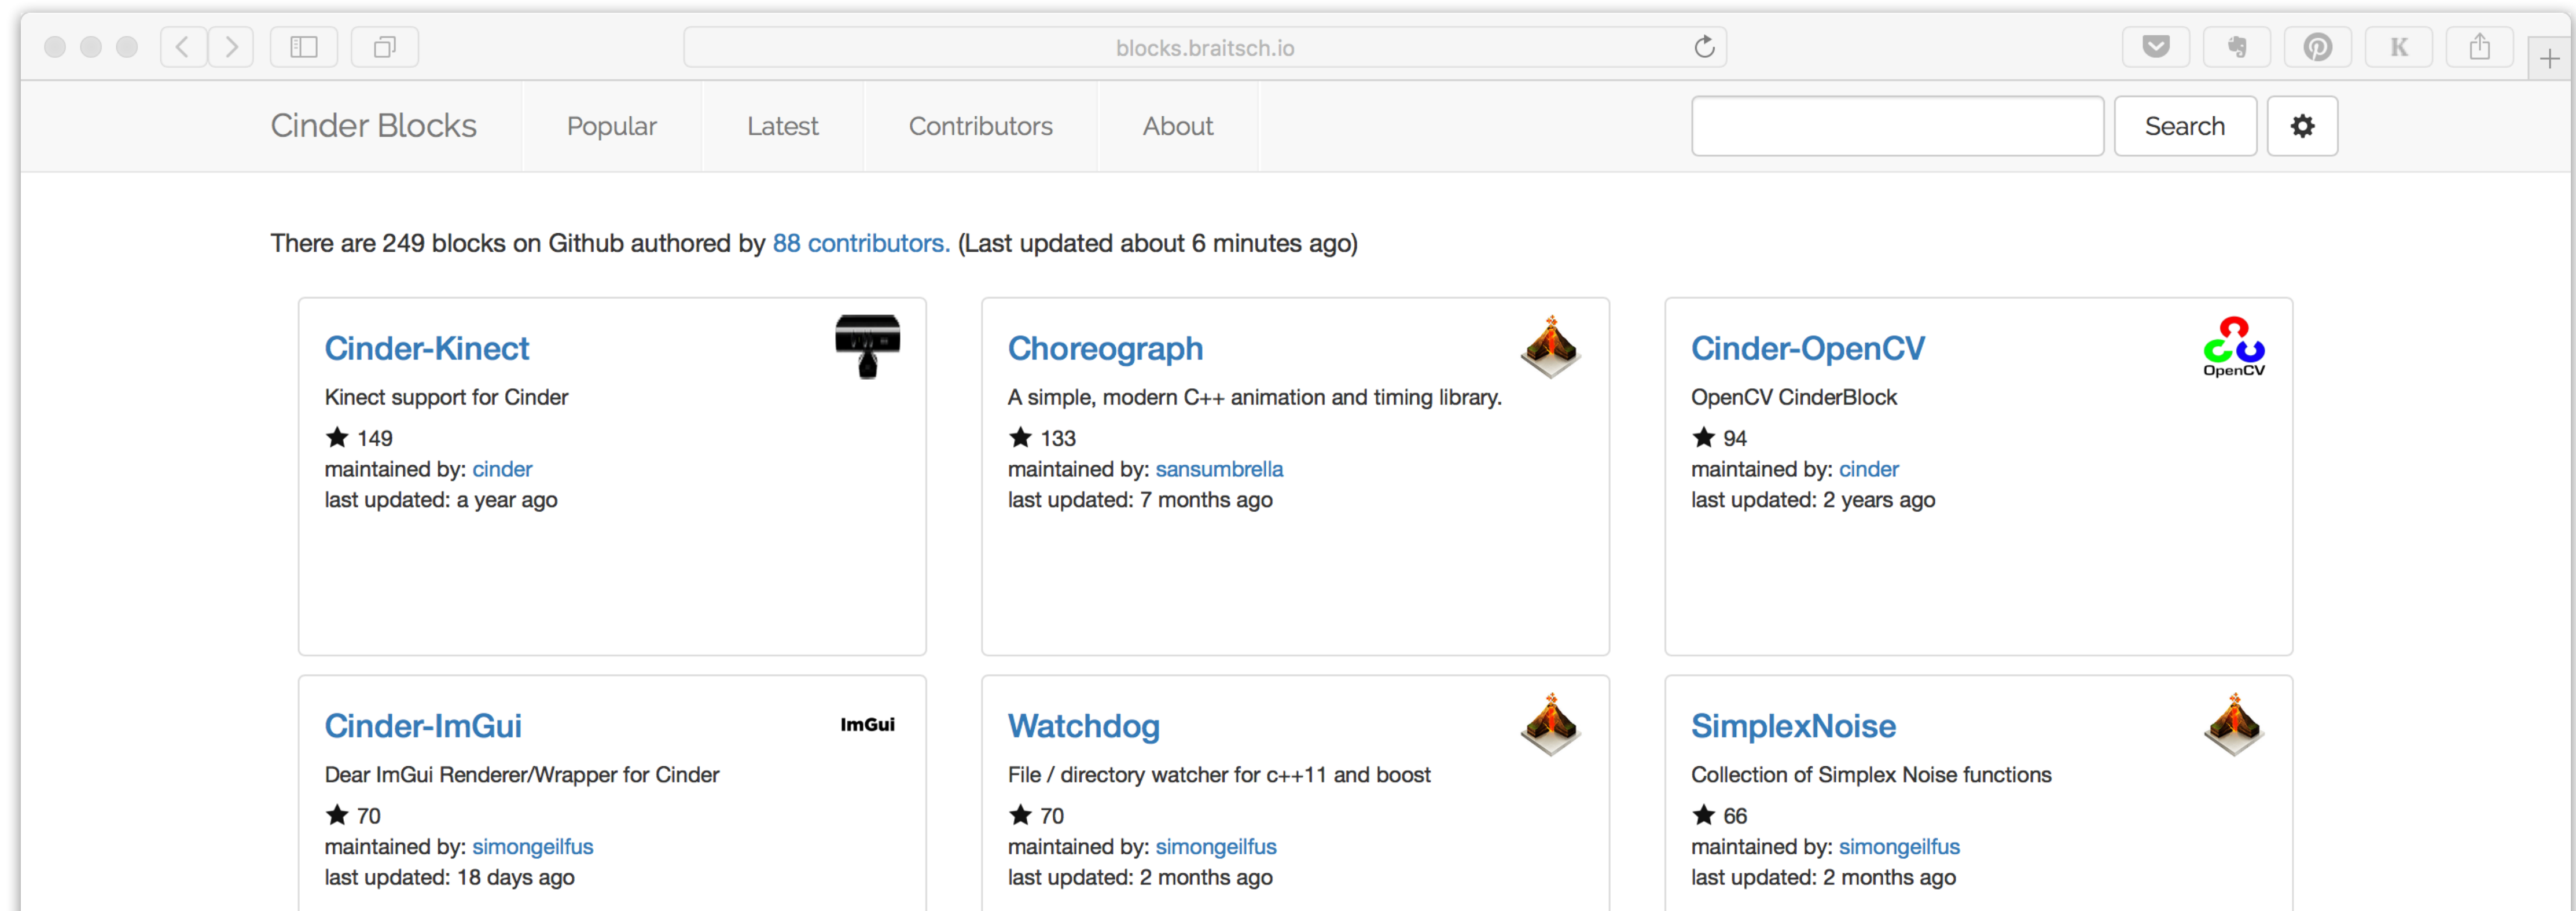 blocks.braitsch.io
K
Cinder Blocks Popular Latest Contributors About Search
There are 249 blocks on Github authored by 88 contributors. (Last updated about 6 minutes ago)
Cinder-Kinect
Kinect support for Cinder
149
maintained by: cinder
last updated: a year ago
Choreograph
A simple, modern C++ animation and timing library.
133
maintained by: sansumbrella
last updated: 7 months ago
Cinder-OpenCV
OpenCV
OpenCV CinderBlock
94
maintained by: cinder
last updated: 2 years ago
Cinder-ImGui
ImGui
Dear ImGui Renderer/Wrapper for Cinder
70
maintained by: simongeilfus
last updated: 18 days ago
Watchdog
File / directory watcher for c++11 and boost
70
maintained by: simongeilfus
last updated: 2 months ago
SimplexNoise
Collection of Simplex Noise functions
66
maintained by: simongeilfus
last updated: 2 months ago